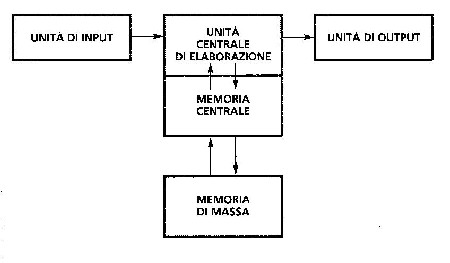 UNITÀ DI INPUT
UNITÀ
CENTRALE
DI ELABORAZIONE
UNITÀ DI OUTPUT
MEMORIA
CENTRALE
MEMORIA
DI MASSA